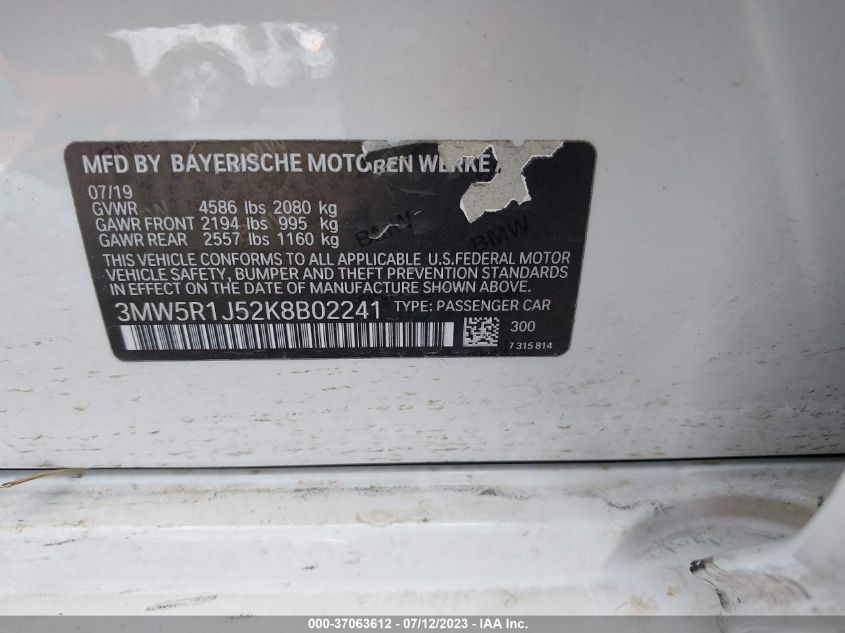 MFD BY BAYERISCHE MOTOREN WERKE
07/19
GVWR 4586 lbs 2080 kg
GAWR FRONT 2194 lbs 995 kg
GAWR REAR 2557 lbs 1160 kg
THIS VEHICLE CONFORMS TO ALL APPLICABLE U.S.FEDERAL MOTOR
VEHICLE SAFETY, BUMPER AND THEFT PREVENTION STANDARDS
IN EFFECT ON THE DATE OF MANUFACTURE SHOWN ABOVE.
3MW5R1J52K8B02241 TYPE: PASSENGER CAR
300
7 315 814
BMW
BMW
000-37063612 - 07/12/2023 - IAA Inc.